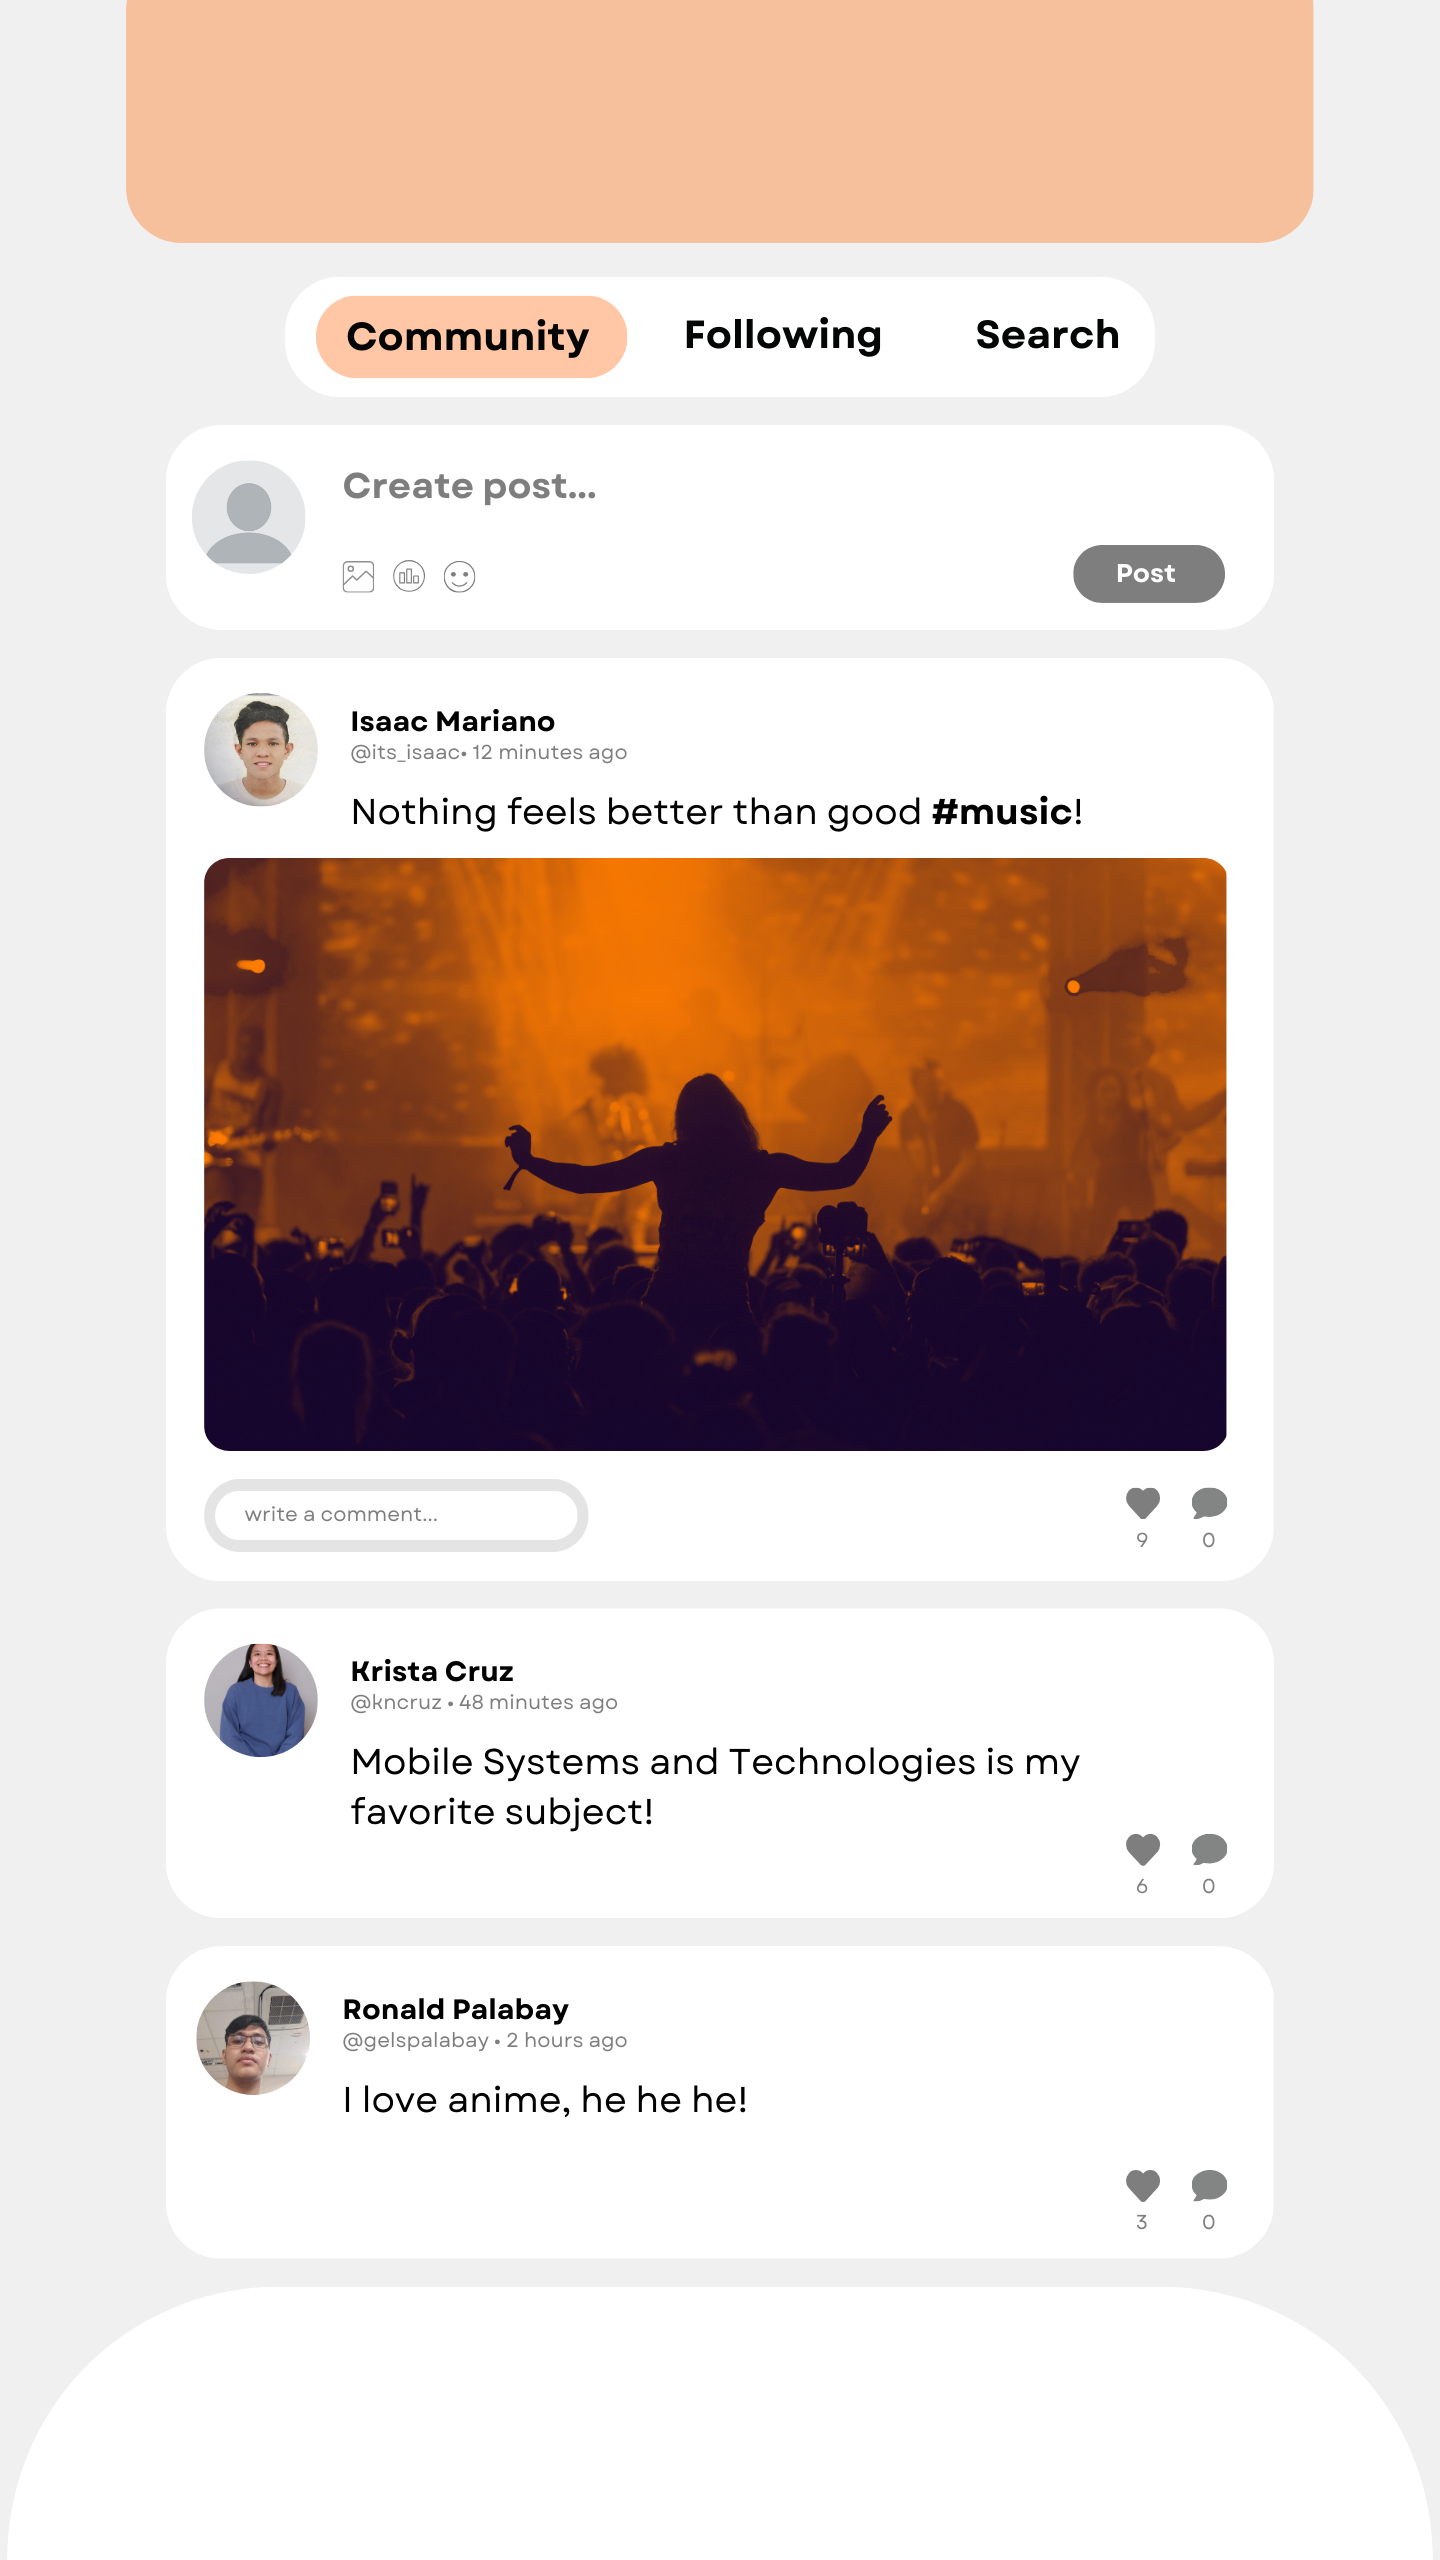 Community Following Search
Create post...
Post
Isaac Mariano
@its_isaac• 12 minutes ago
Nothing feels better than good #music!
write a comment...
9 0
Krista Cruz
@kncruz • 48 minutes ago
Mobile Systems and Technologies is my
favorite subject!
6 0
Ronald Palabay
@gelspalabay • 2 hours ago
I love anime, he he he!
3 0